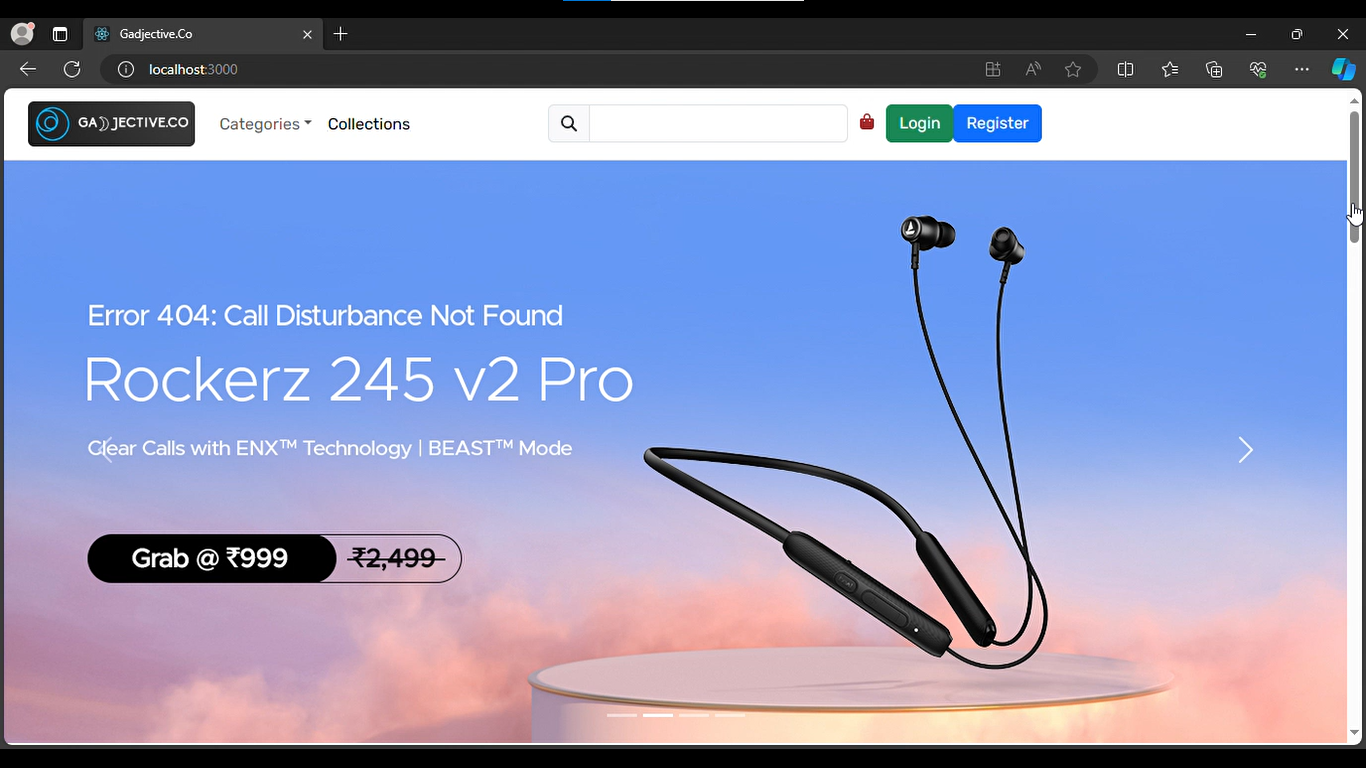 Gadjective.Co
localhost:3000
GADJECTIVE.CO
Categories
Collections
Login
Register
Error 404: Call Disturbance Not Found
Rockerz 245 v2 Pro
Clear Calls with ENX™ Technology | BEAST™ Mode
Grab @ ₹999 ₹2,499